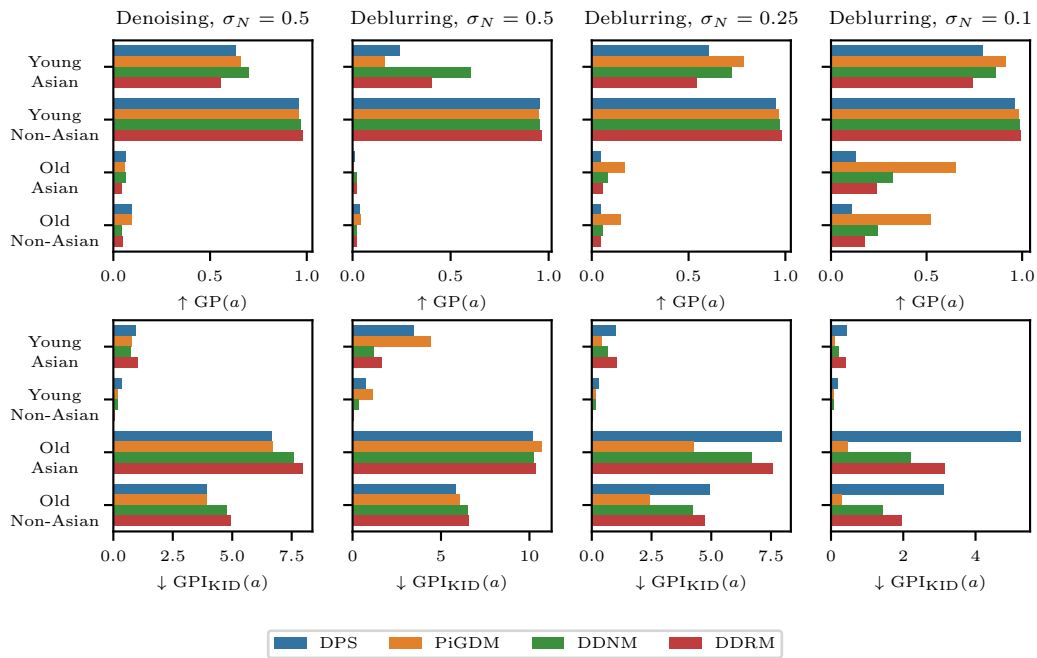 Denoising, σ_N = 0.5
Deblurring, σ_N = 0.5
Deblurring, σ_N = 0.25
Deblurring, σ_N = 0.1
Young
Asian
Young
Non-Asian
Old
Asian
Old
Non-Asian
0.0 0.5 1.0
0.0 0.5 1.0
0.0 0.5 1.0
0.0 0.5 1.0
↑ GP(a)
↑ GP(a)
↑ GP(a)
↑ GP(a)
Young
Asian
Young
Non-Asian
Old
Asian
Old
Non-Asian
0.0 2.5 5.0 7.5
0 5 10
0.0 2.5 5.0 7.5
0 2 4
↓ GPI_KID(a)
↓ GPI_KID(a)
↓ GPI_KID(a)
↓ GPI_KID(a)
DPS PiGDM DDNM DDRM